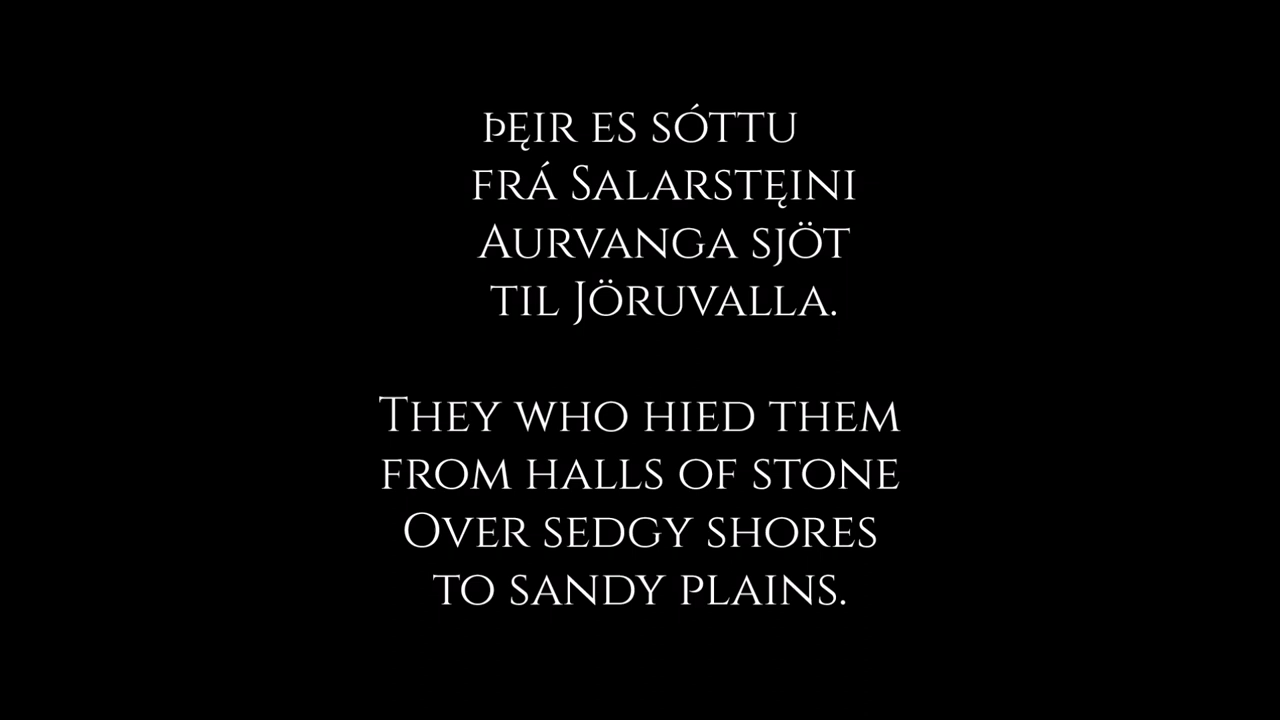 Þęir es sóttu
frá Salarstęini
Aurvanga sjöt
til Jöruvalla.
They who hied them
from halls of stone
Over sedgy shores
to sandy plains.